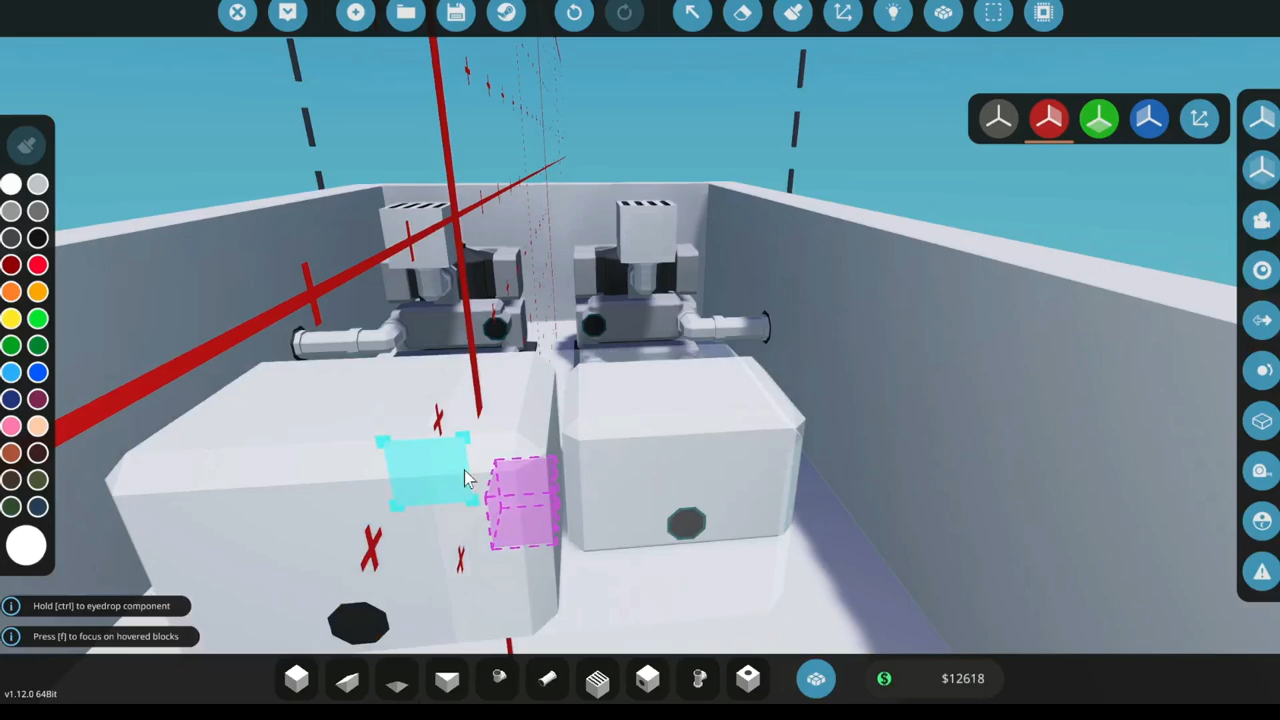 Hold [ctrl] to eyedrop component
Press [f] to focus on hovered blocks
v1.12.0 64Bit
$ $12618